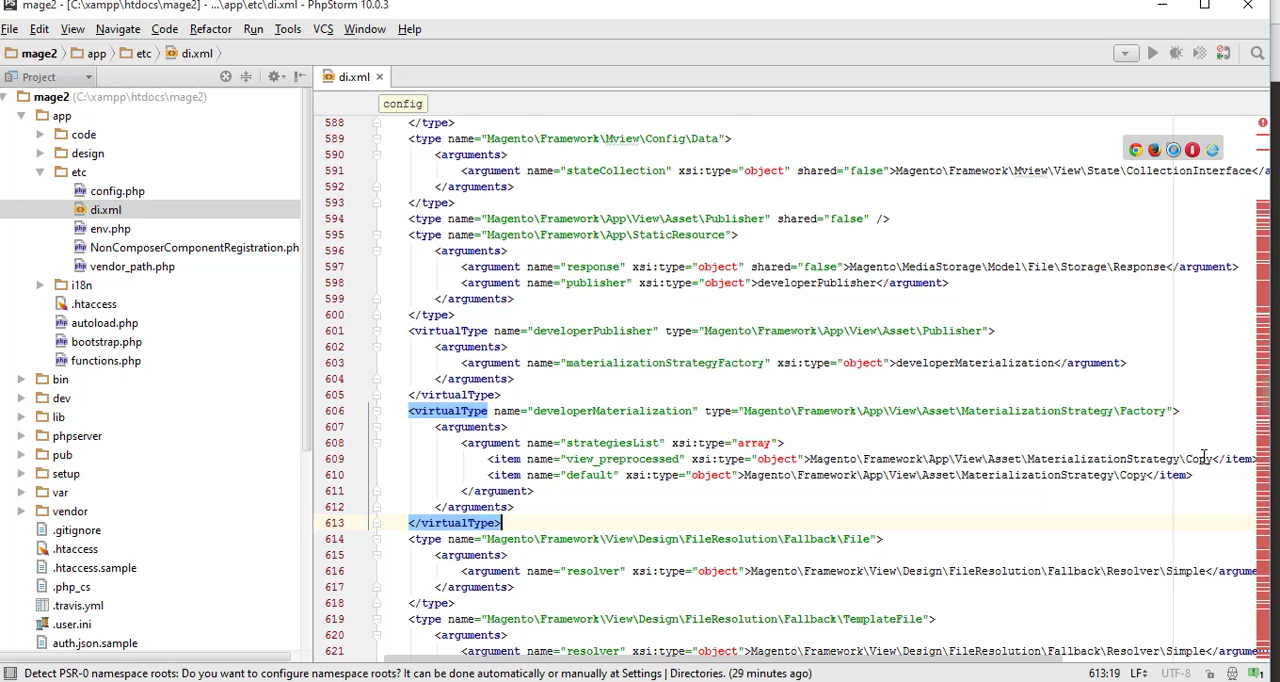 mage2 - [C:\xampp\htdocs\mage2] - ...\app\etc\di.xml - PhpStorm 10.0.3
File Edit View Navigate Code Refactor Run Tools VCS Window Help
mage2 app etc di.xml
Project
di.xml
mage2 (C:\xampp\htdocs\mage2)
app
code
design
etc
config.php
di.xml
env.php
NonComposerComponentRegistration.ph
vendor_path.php
i18n
.htaccess
autoload.php
bootstrap.php
functions.php
bin
dev
lib
phpserver
pub
setup
var
vendor
.gitignore
.htaccess
.htaccess.sample
.php_cs
.travis.yml
.user.ini
auth.json.sample
config
588 </type>
589 <type name="Magento\Framework\Mview\Config\Data">
590 <arguments>
591 <argument name="stateCollection" xsi:type="object" shared="false">Magento\Framework\Mview\View\State\CollectionInterface</a
592 </arguments>
593 </type>
594 <type name="Magento\Framework\App\View\Asset\Publisher" shared="false" />
595 <type name="Magento\Framework\App\StaticResource">
596 <arguments>
597 <argument name="response" xsi:type="object" shared="false">Magento\MediaStorage\Model\File\Storage\Response</argument>
598 <argument name="publisher" xsi:type="object">developerPublisher</argument>
599 </arguments>
600 </type>
601 <virtualType name="developerPublisher" type="Magento\Framework\App\View\Asset\Publisher">
602 <arguments>
603 <argument name="materializationStrategyFactory" xsi:type="object">developerMaterialization</argument>
604 </arguments>
605 </virtualType>
606 <virtualType name="developerMaterialization" type="Magento\Framework\App\View\Asset\MaterializationStrategy\Factory">
607 <arguments>
608 <argument name="strategiesList" xsi:type="array">
609 <item name="view_preprocessed" xsi:type="object">Magento\Framework\App\View\Asset\MaterializationStrategy\Copy</item>
610 <item name="default" xsi:type="object">Magento\Framework\App\View\Asset\MaterializationStrategy\Copy</item>
611 </argument>
612 </arguments>
613 </virtualType>
614 <type name="Magento\Framework\View\Design\FileResolution\Fallback\File">
615 <arguments>
616 <argument name="resolver" xsi:type="object">Magento\Framework\View\Design\FileResolution\Fallback\Resolver\Simple</argume
617 </arguments>
618 </type>
619 <type name="Magento\Framework\View\Design\FileResolution\Fallback\TemplateFile">
620 <arguments>
621 <argument name="resolver" xsi:type="object">Magento\Framework\View\Design\FileResolution\Fallback\Resolver\Simple</argume
Detect PSR-0 namespace roots: Do you want to configure namespace roots? It can be done automatically or manually at Settings | Directories. (29 minutes ago) 613:19 LF÷ UTF-8 1